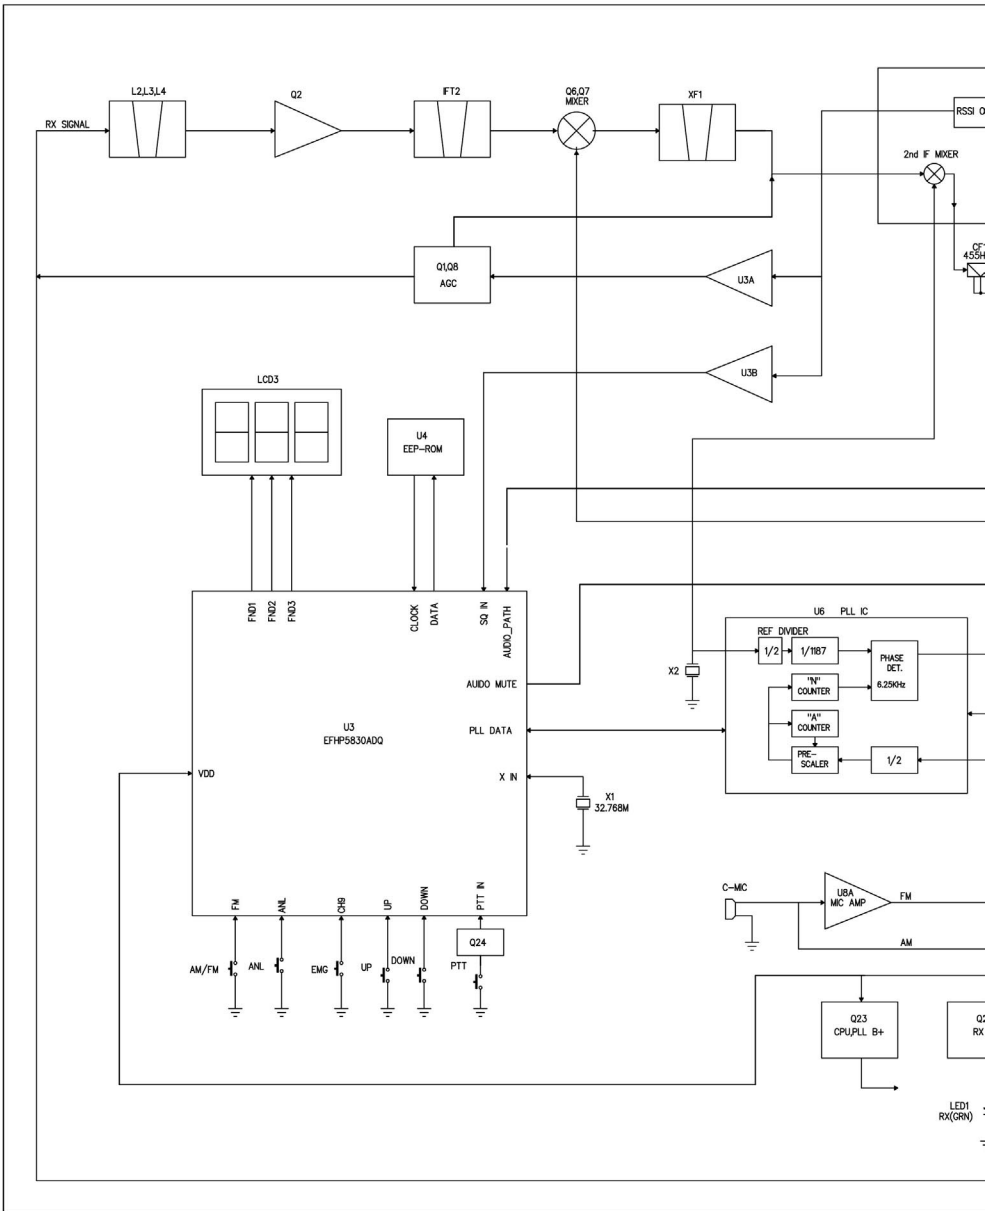 L2,L3,L4
Q2
IFT2
Q6,Q7
MIXER
XF1
RX SIGNAL
RSSI O
2nd IF MIXER
CF1
455H
Q1,Q8
AGC
U3A
U3B
LCD3
U4
EEP-ROM
FND1
FND2
FND3
CLOCK
DATA
SQ IN
AUDIO_PATH
AUIDO MUTE
U3
EFHP5830ADQ
PLL DATA
VDD
X IN
X1
32.768M
X2
U6 PLL IC
REF DIVIDER
1/2
1/1187
PHASE
DET.
6.25KHz
"N"
COUNTER
"A"
COUNTER
PRE-
SCALER
1/2
FM
ANL
CH9
UP
DOWN
PTT IN
Q24
AM/FM
ANL
EMG
UP
DOWN
PTT
C-MIC
U8A
MIC AMP
FM
AM
Q23
CPU,PLL B+
Q2
RX
LED1
RX(GRN)